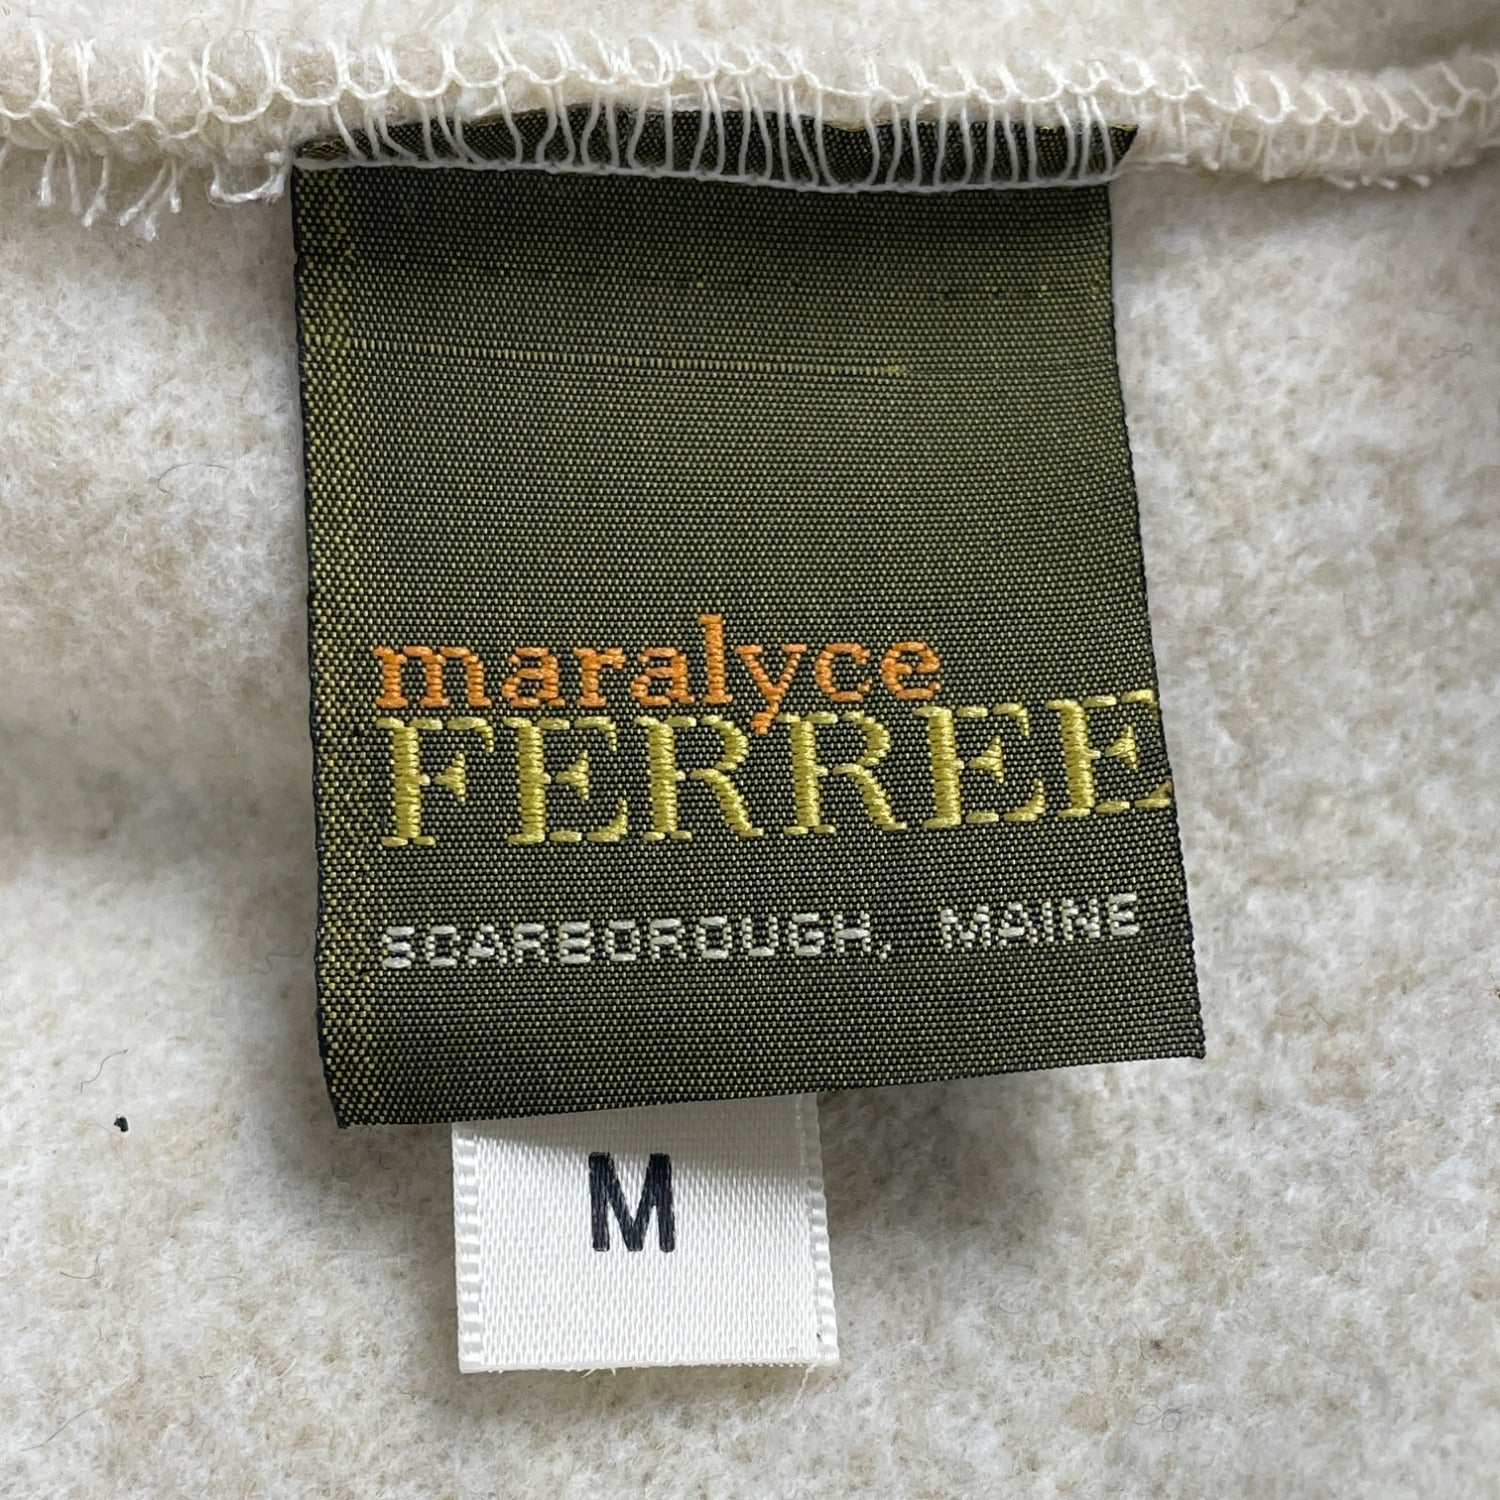 maralyce
FERREE
SCARBOROUGH, MAINE
M